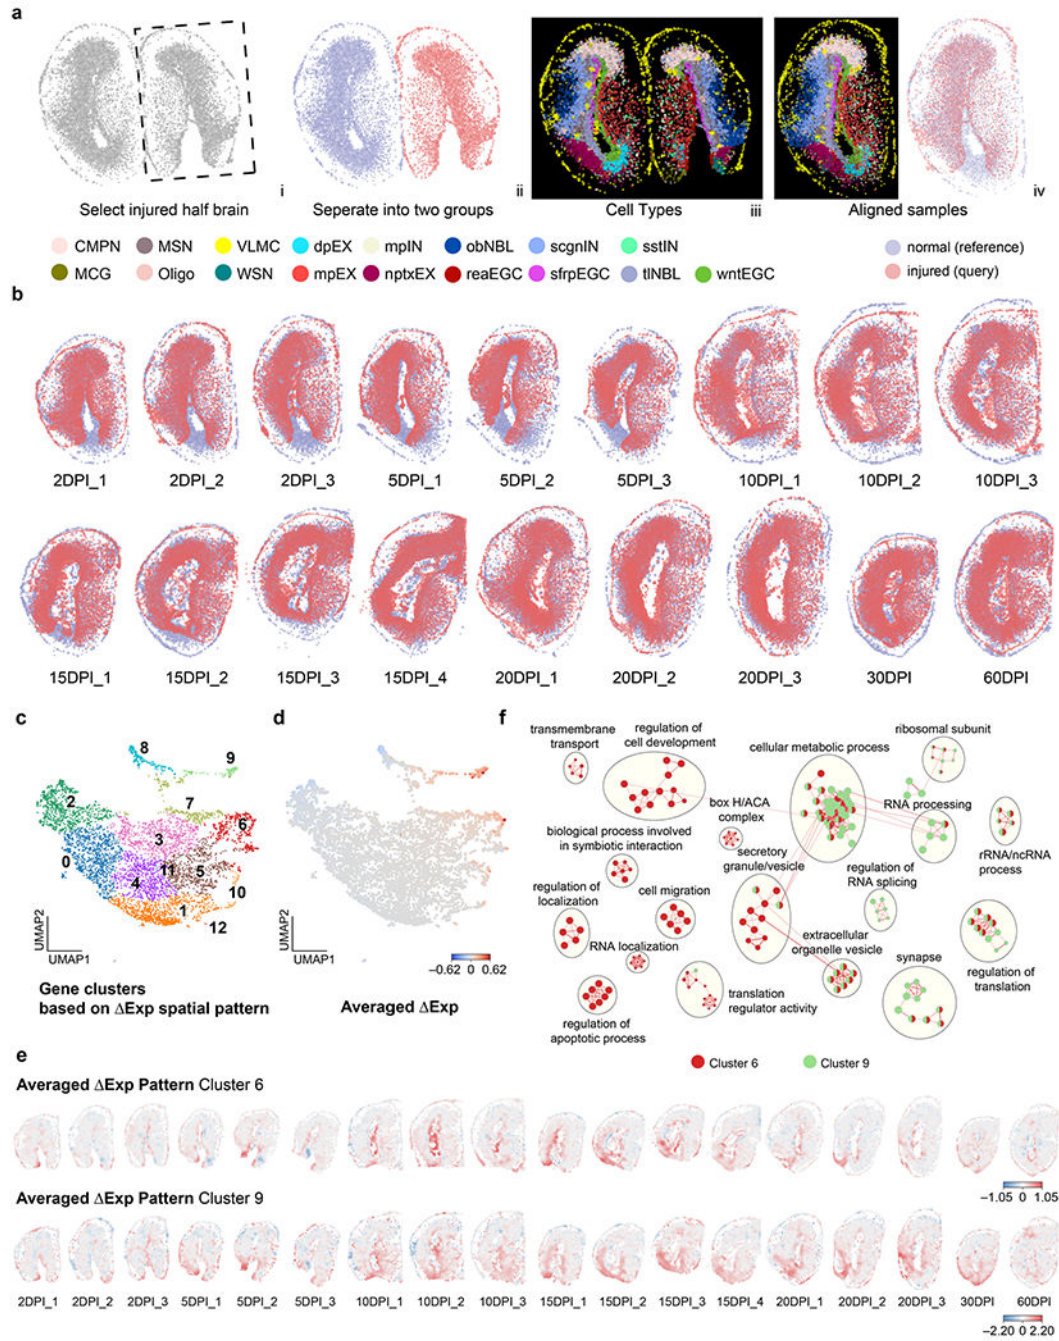 a
i
ii
iii
iv
Select injured half brain
Seperate into two groups
Cell Types
Aligned samples
CMPN MSN VLMC dpEX mpIN obNBL scgnIN sstIN
MCG Oligo WSN mpEX nptxEX reaEGC sfrpEGC tlNBL wntEGC
normal (reference)
injured (query)
b
2DPI_1 2DPI_2 2DPI_3 5DPI_1 5DPI_2 5DPI_3 10DPI_1 10DPI_2 10DPI_3
15DPI_1 15DPI_2 15DPI_3 15DPI_4 20DPI_1 20DPI_2 20DPI_3 30DPI 60DPI
c
8
9
2
7
6
3
0
11
5
4
10
1
12
UMAP2
UMAP1
Gene clusters
based on ΔExp spatial pattern
d
UMAP2
UMAP1
−0.62 0 0.62
Averaged ΔExp
f
transmembrane
transport
regulation of
cell development
cellular metabolic process
ribosomal subunit
box H/ACA
complex
RNA processing
biological process involved
in symbiotic interaction
secretory
granule/vesicle
rRNA/ncRNA
process
regulation of
RNA splicing
regulation of
localization
cell migration
RNA localization
extracellular
organelle vesicle
synapse
regulation of
translation
translation
regulator activity
regulation of
apoptotic process
Cluster 6
Cluster 9
e
Averaged ΔExp Pattern Cluster 6
−1.05 0 1.05
Averaged ΔExp Pattern Cluster 9
2DPI_1 2DPI_2 2DPI_3 5DPI_1 5DPI_2 5DPI_3 10DPI_1 10DPI_2 10DPI_3 15DPI_1 15DPI_2 15DPI_3 15DPI_4 20DPI_1 20DPI_2 20DPI_3 30DPI 60DPI
−2.20 0 2.20